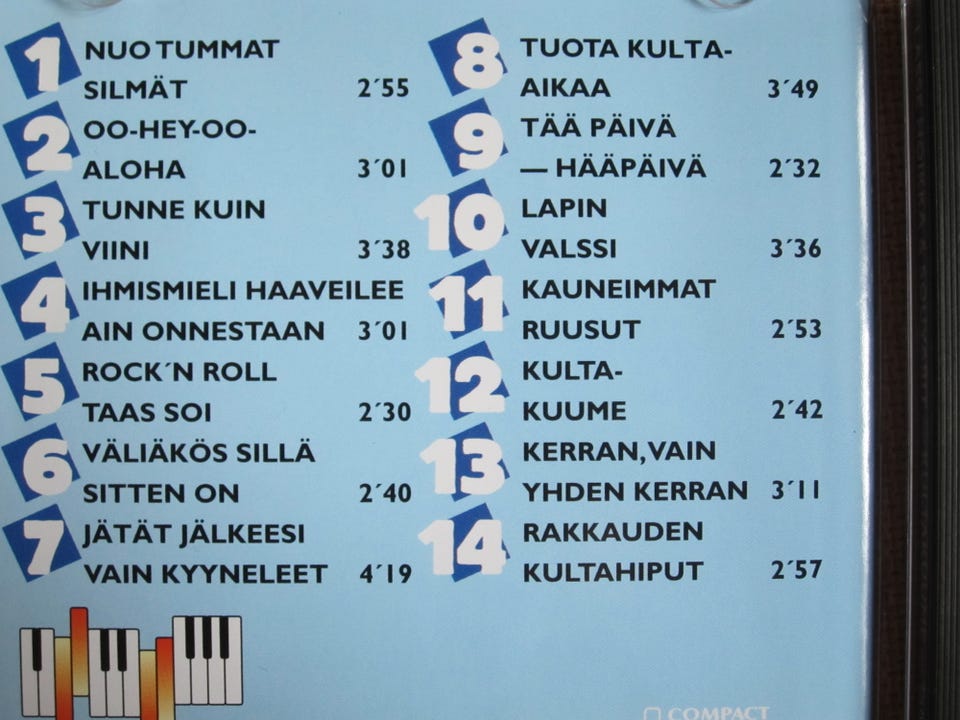 1 NUO TUMMAT
SILMÄT 2´55
2 OO-HEY-OO-
ALOHA 3´01
3 TUNNE KUIN
VIINI 3´38
4 IHMISMIELI HAAVEILEE
AIN ONNESTAAN 3´01
5 ROCK´N ROLL
TAAS SOI 2´30
6 VÄLIÄKÖS SILLÄ
SITTEN ON 2´40
7 JÄTÄT JÄLKEESI
VAIN KYYNELEET 4´19
8 TUOTA KULTA-
AIKAA 3´49
9 TÄÄ PÄIVÄ
— HÄÄPÄIVÄ 2´32
10 LAPIN
VALSSI 3´36
11 KAUNEIMMAT
RUUSUT 2´53
12 KULTA-
KUUME 2´42
13 KERRAN, VAIN
YHDEN KERRAN 3´11
14 RAKKAUDEN
KULTAHIPUT 2´57
COMPACT